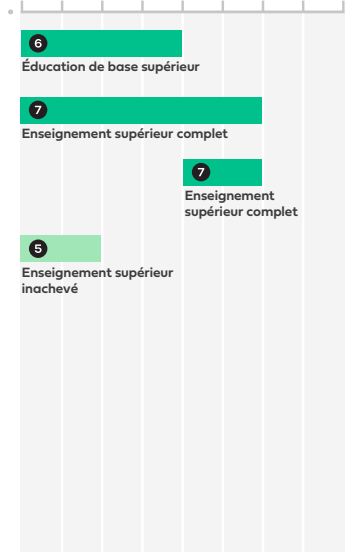 6
Éducation de base supérieur
7
Enseignement supérieur complet
7
Enseignement
supérieur complet
5
Enseignement supérieur
inachevé